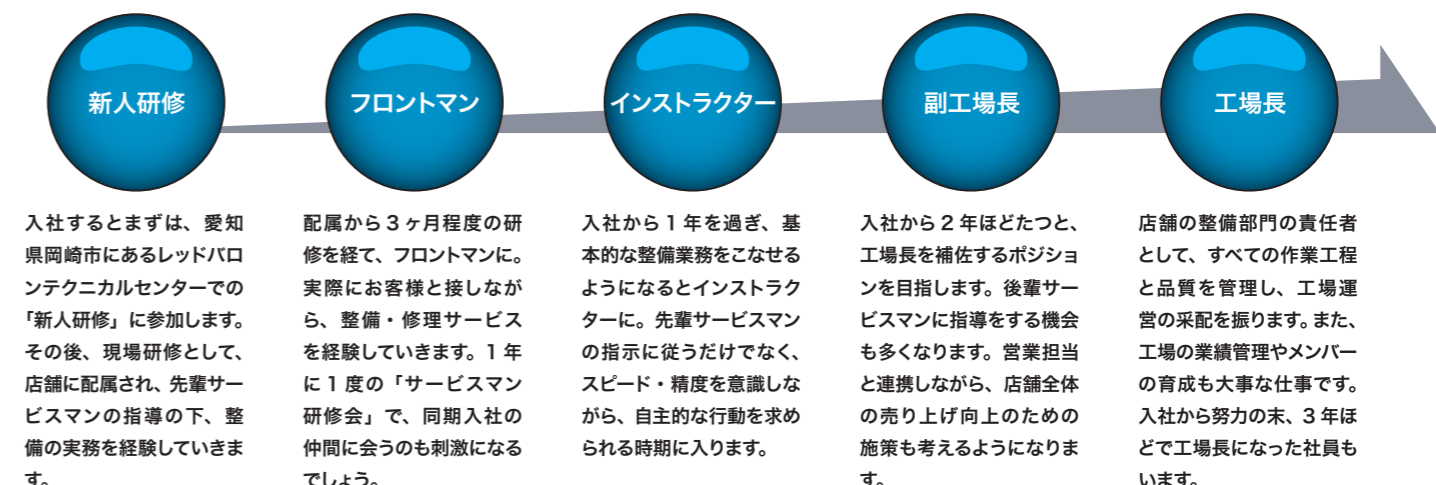 新人研修
フロントマン
インストラクター
副工場長
工場長
入社するとまずは、愛知
県岡崎市にあるレッドバロ
ンテクニカルセンターでの
「新人研修」に参加します。
その後、現場研修として、
店舗に配属され、先輩サー
ビスマンの指導の下、整
備の実務を経験していきま
す。
配属から3ヶ月程度の研
修を経て、フロントマンに。
実際にお客様と接しなが
ら、整備・修理サービス
を経験していきます。1年
に1度の「サービスマン
研修会」で、同期入社の
仲間に会うのも刺激になる
でしょう。
入社から1年を過ぎ、基
本的な整備業務をこなせる
ようになるとインストラク
ターに。先輩サービスマン
の指示に従うだけでなく、
スピード・精度を意識しな
がら、自主的な行動を求め
られる時期に入ります。
入社から2年ほどたつと、
工場長を補佐するポジショ
ンを目指します。後輩サー
ビスマンに指導をする機会
も多くなります。営業担当
と連携しながら、店舗全体
の売り上げ向上のための
施策も考えるようになりま
す。
店舗の整備部門の責任者
として、すべての作業工程
と品質を管理し、工場運
営の采配を振ります。また、
工場の業績管理やメンバー
の育成も大事な仕事です。
入社から努力の末、3年ほ
どで工場長になった社員も
います。